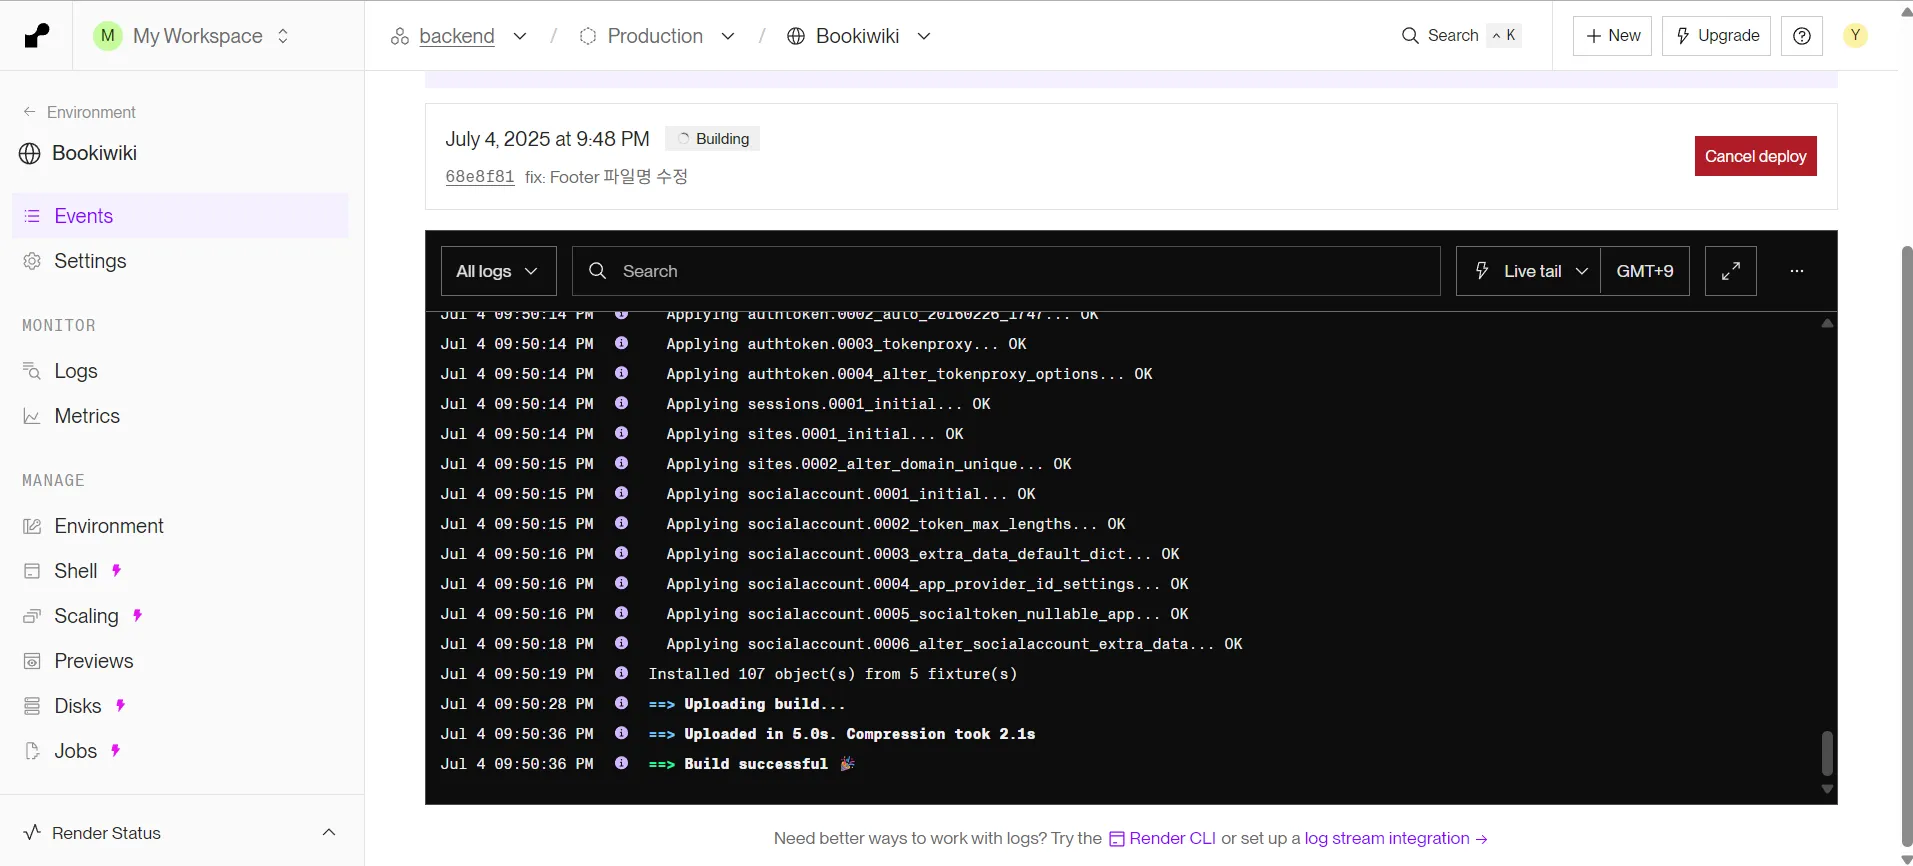 M My Workspace
backend / Production / Bookiwiki
Search ^ K
+ New
Upgrade
Y
← Environment
Bookiwiki
Events
Settings
MONITOR
Logs
Metrics
MANAGE
Environment
Shell
Scaling
Previews
Disks
Jobs
Render Status
July 4, 2025 at 9:48 PM Building
68e8f81 fix: Footer 파일명 수정
Cancel deploy
All logs
Search
Live tail
GMT+9
...
Jul 4 09:50:14 PM Applying authtoken.0002_auto_20160226_1747... OK
Jul 4 09:50:14 PM Applying authtoken.0003_tokenproxy... OK
Jul 4 09:50:14 PM Applying authtoken.0004_alter_tokenproxy_options... OK
Jul 4 09:50:14 PM Applying sessions.0001_initial... OK
Jul 4 09:50:14 PM Applying sites.0001_initial... OK
Jul 4 09:50:15 PM Applying sites.0002_alter_domain_unique... OK
Jul 4 09:50:15 PM Applying socialaccount.0001_initial... OK
Jul 4 09:50:15 PM Applying socialaccount.0002_token_max_lengths... OK
Jul 4 09:50:16 PM Applying socialaccount.0003_extra_data_default_dict... OK
Jul 4 09:50:16 PM Applying socialaccount.0004_app_provider_id_settings... OK
Jul 4 09:50:16 PM Applying socialaccount.0005_socialtoken_nullable_app... OK
Jul 4 09:50:18 PM Applying socialaccount.0006_alter_socialaccount_extra_data... OK
Jul 4 09:50:19 PM Installed 107 object(s) from 5 fixture(s)
Jul 4 09:50:28 PM ==> Uploading build...
Jul 4 09:50:36 PM ==> Uploaded in 5.0s. Compression took 2.1s
Jul 4 09:50:36 PM ==> Build successful 🎉
Need better ways to work with logs? Try the Render CLI or set up a log stream integration →